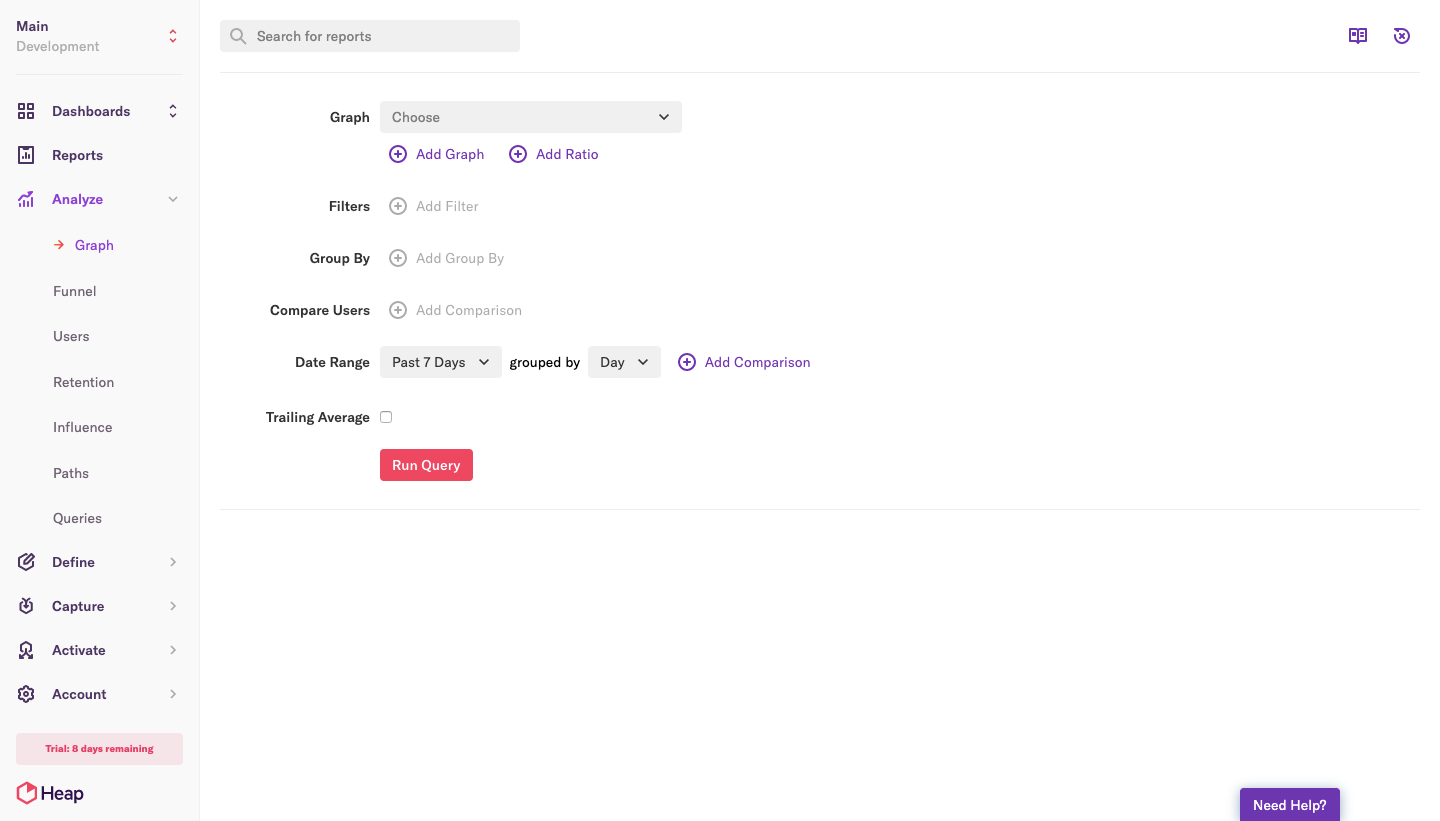 Main
Development
Dashboards
Reports
Analyze
Graph
Funnel
Users
Retention
Influence
Paths
Queries
Define
Capture
Activate
Account
Trial: 8 days remaining
Heap
Search for reports
Graph Choose
Add Graph Add Ratio
Filters Add Filter
Group By Add Group By
Compare Users Add Comparison
Date Range Past 7 Days grouped by Day Add Comparison
Trailing Average
Run Query
Need Help?